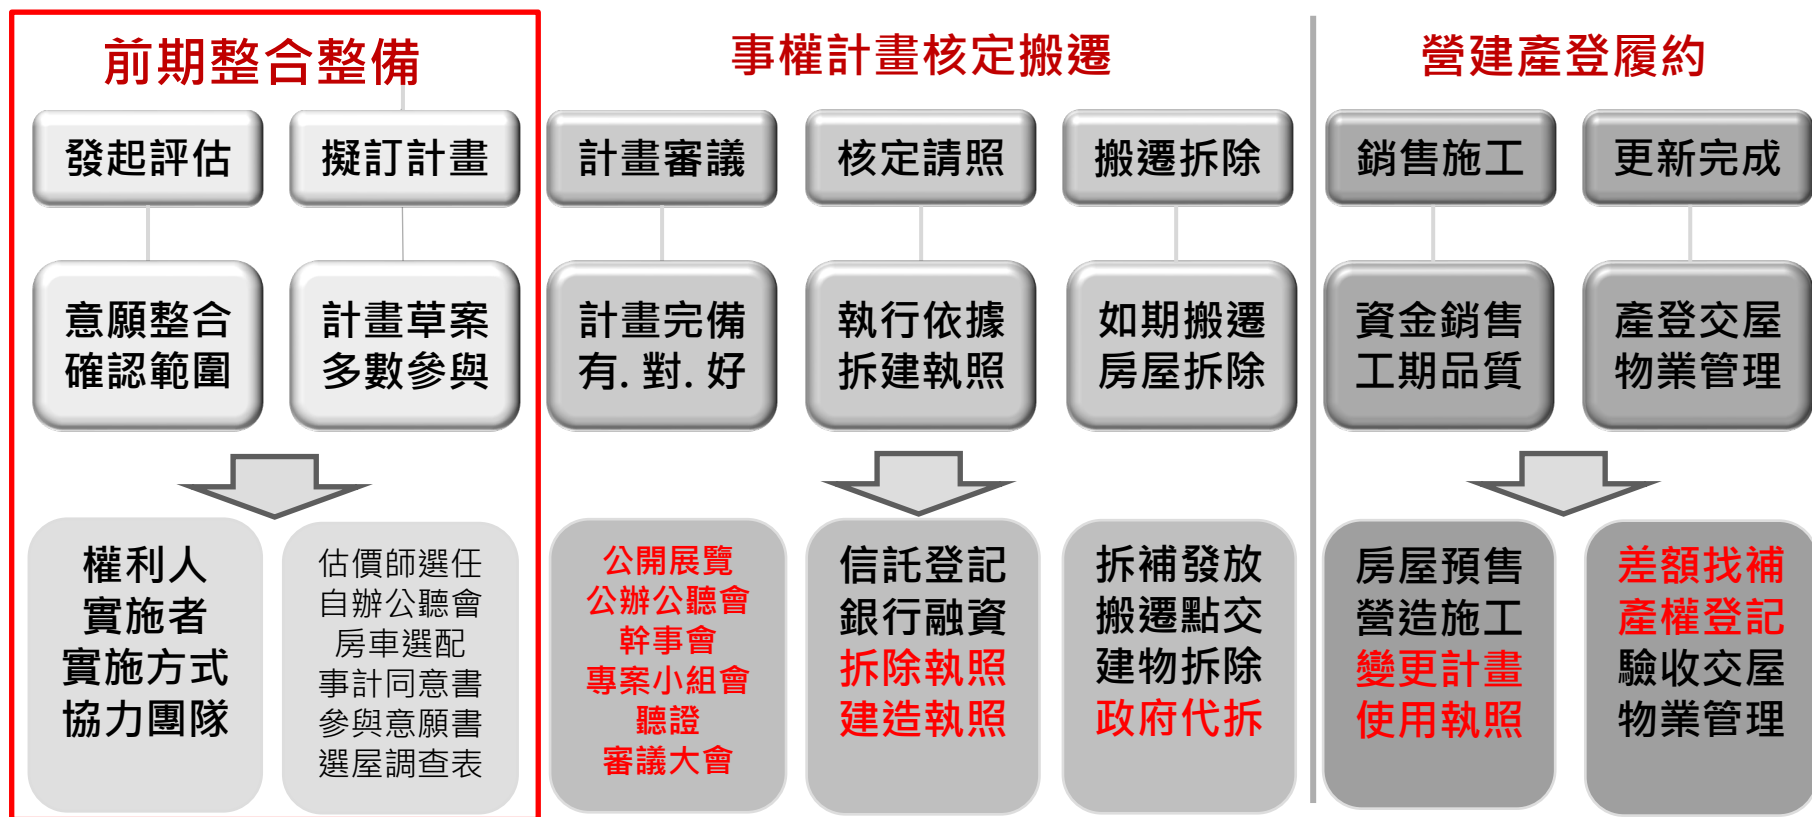 前期整合整備
事權計畫核定搬遷
營建產登履約
發起評估
擬訂計畫
計畫審議
核定請照
搬遷拆除
銷售施工
更新完成
意願整合
確認範圍
計畫草案
多數參與
計畫完備
有. 對. 好
執行依據
拆建執照
如期搬遷
房屋拆除
資金銷售
工期品質
產登交屋
物業管理
權利人
實施者
實施方式
協力團隊
估價師選任
自辦公聽會
房車選配
事計同意書
參與意願書
選屋調查表
公開展覽
公辦公聽會
幹事會
專案小組會
聽證
審議大會
信託登記
銀行融資
拆除執照
建造執照
拆補發放
搬遷點交
建物拆除
政府代拆
房屋預售
營造施工
變更計畫
使用執照
差額找補
產權登記
驗收交屋
物業管理